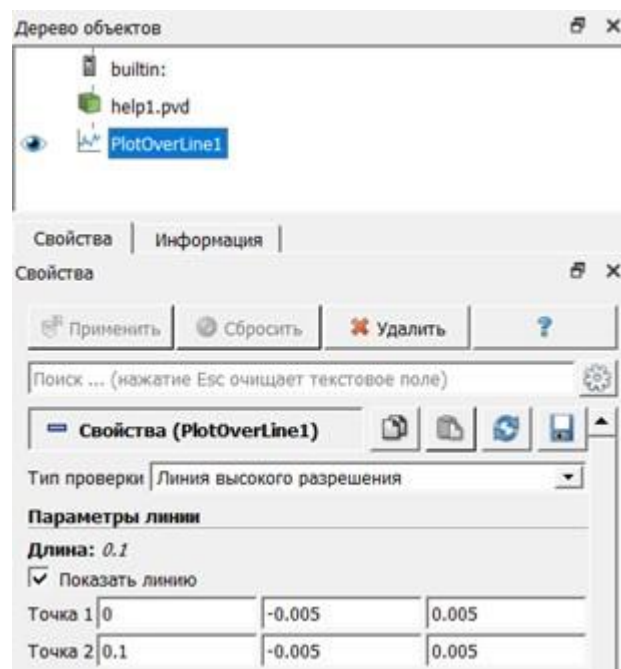 Дерево объектов
builtin:
help1.pvd
PlotOverLine1
Свойства Информация
Свойства
Применить Сбросить Удалить ?
Поиск ... (нажатие Esc очищает текстовое поле)
Свойства (PlotOverLine1)
Тип проверки Линия высокого разрешения
Параметры линии
Длина: 0.1
Показать линию
Точка 1 0 -0.005 0.005
Точка 2 0.1 -0.005 0.005